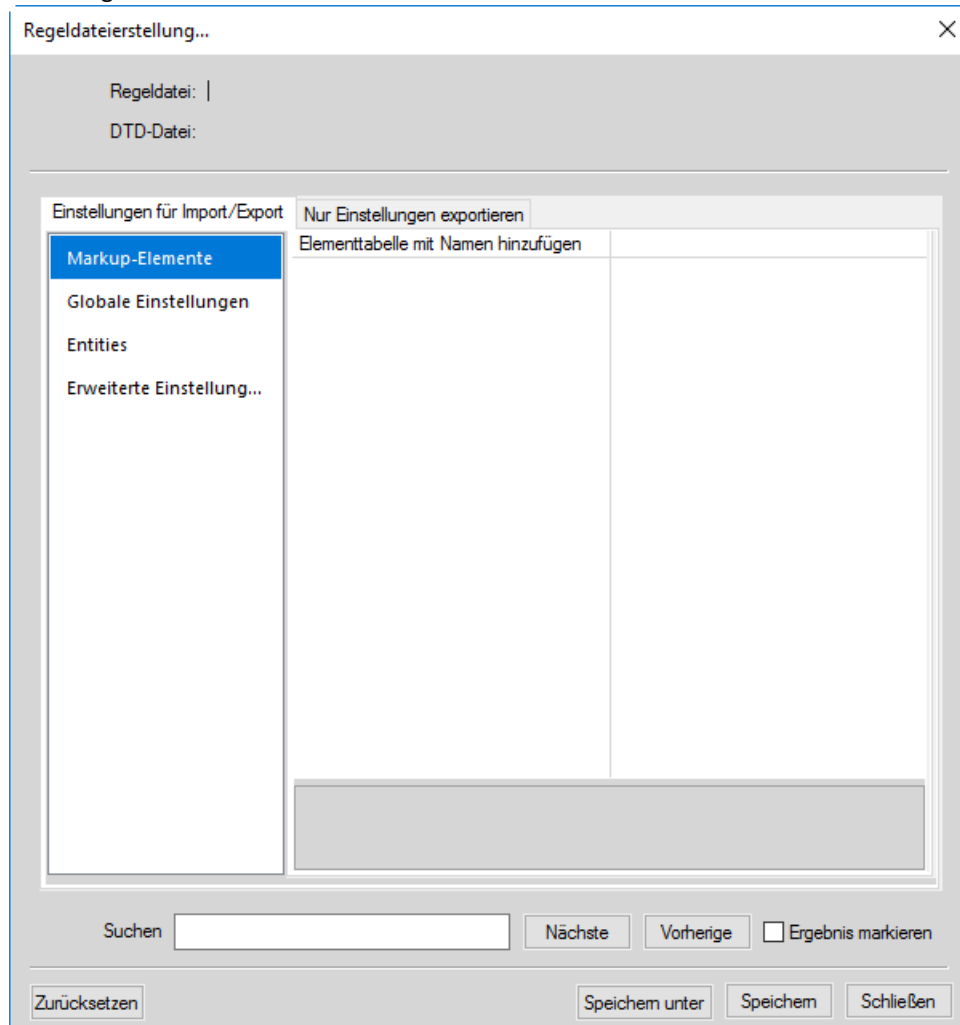 Regeldateierstellung...
Regeldatei:
DTD-Datei:
Einstellungen für Import/Export
Nur Einstellungen exportieren
Markup-Elemente
Globale Einstellungen
Entities
Erweiterte Einstellung...
Elementtabelle mit Namen hinzufügen
Suchen
Nächste
Vorherige
Ergebnis markieren
Zurücksetzen
Speichern unter
Speichern
Schließen